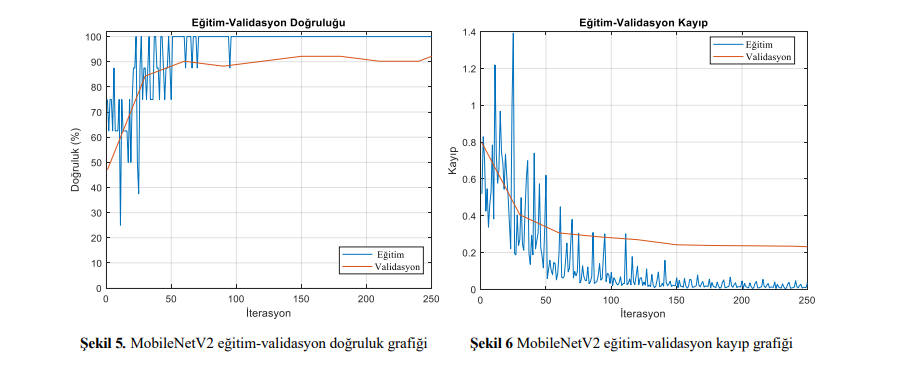 Eğitim-Validasyon Doğruluğu
100
90
80
70
60
50
40
30
20
10
0
Doğruluk (%)
0 50 100 150 200 250
İterasyon
Eğitim
Validasyon
Şekil 5. MobileNetV2 eğitim-validasyon doğruluk grafiği
Eğitim-Validasyon Kayıp
1.4
1.2
1
0.8
0.6
0.4
0.2
0
Kayıp
0 50 100 150 200 250
İterasyon
Eğitim
Validasyon
Şekil 6 MobileNetV2 eğitim-validasyon kayıp grafiği